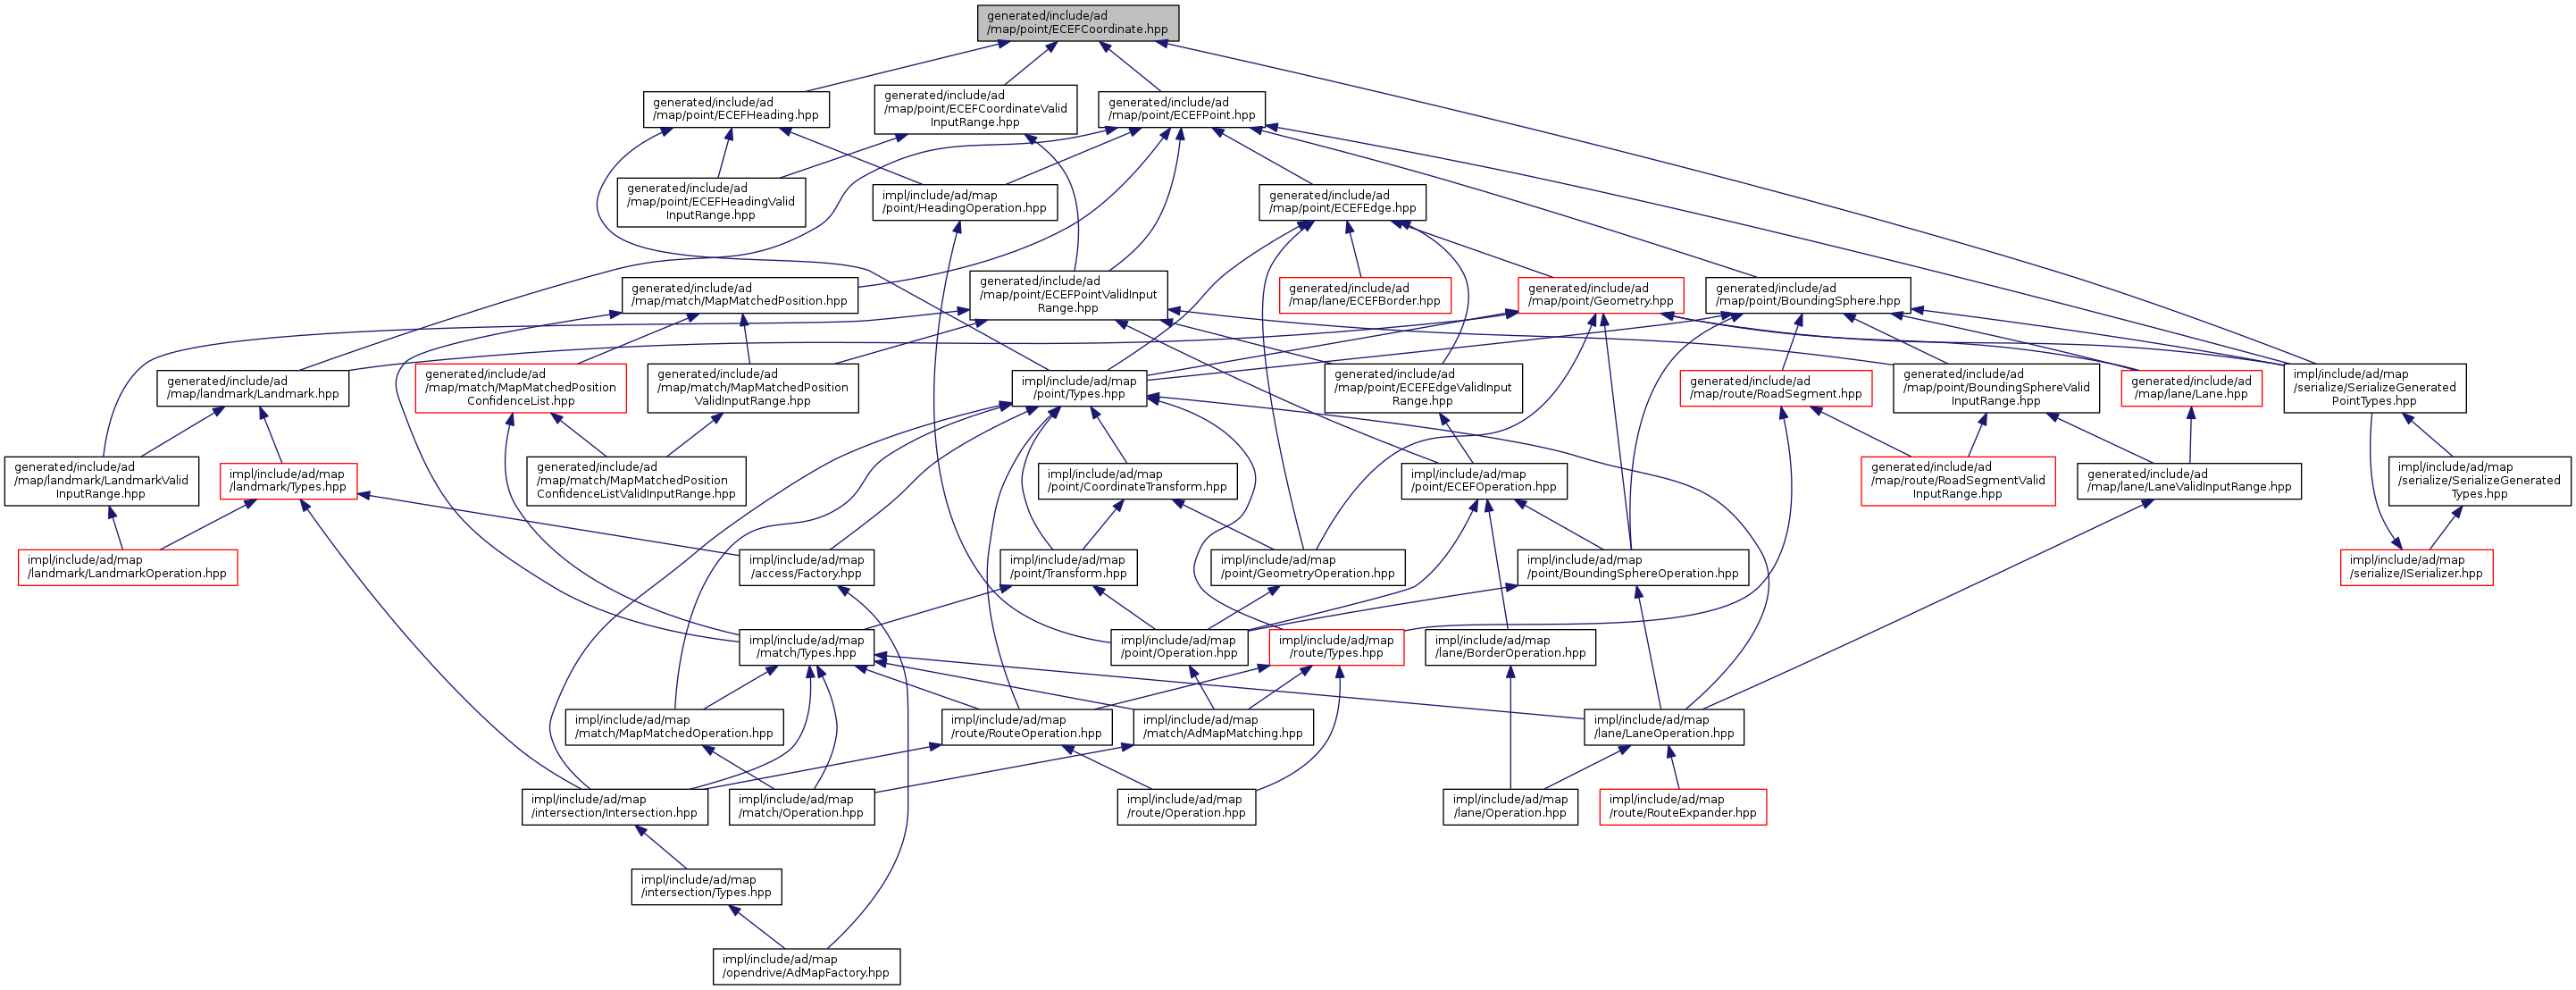 generated/include/ad
/map/point/ECEFCoordinate.hpp
generated/include/ad
/map/point/ECEFHeading.hpp
generated/include/ad
/map/point/ECEFCoordinateValid
InputRange.hpp
generated/include/ad
/map/point/ECEFPoint.hpp
generated/include/ad
/map/point/ECEFHeadingValid
InputRange.hpp
impl/include/ad/map
/point/HeadingOperation.hpp
generated/include/ad
/map/point/ECEFEdge.hpp
generated/include/ad
/map/match/MapMatchedPosition.hpp
generated/include/ad
/map/point/ECEFPointValidInput
Range.hpp
generated/include/ad
/map/lane/ECEFBorder.hpp
generated/include/ad
/map/point/Geometry.hpp
generated/include/ad
/map/point/BoundingSphere.hpp
generated/include/ad
/map/landmark/Landmark.hpp
generated/include/ad
/map/match/MapMatchedPosition
ConfidenceList.hpp
generated/include/ad
/map/match/MapMatchedPosition
ValidInputRange.hpp
impl/include/ad/map
/point/Types.hpp
generated/include/ad
/map/point/ECEFEdgeValidInput
Range.hpp
generated/include/ad
/map/route/RoadSegment.hpp
generated/include/ad
/map/point/BoundingSphereValid
InputRange.hpp
generated/include/ad
/map/lane/Lane.hpp
impl/include/ad/map
/serialize/SerializeGenerated
PointTypes.hpp
generated/include/ad
/map/landmark/LandmarkValid
InputRange.hpp
impl/include/ad/map
/landmark/Types.hpp
generated/include/ad
/map/match/MapMatchedPosition
ConfidenceListValidInputRange.hpp
impl/include/ad/map
/point/CoordinateTransform.hpp
impl/include/ad/map
/point/ECEFOperation.hpp
generated/include/ad
/map/route/RoadSegmentValid
InputRange.hpp
generated/include/ad
/map/lane/LaneValidInputRange.hpp
impl/include/ad/map
/serialize/SerializeGenerated
Types.hpp
impl/include/ad/map
/landmark/LandmarkOperation.hpp
impl/include/ad/map
/access/Factory.hpp
impl/include/ad/map
/point/Transform.hpp
impl/include/ad/map
/point/GeometryOperation.hpp
impl/include/ad/map
/point/BoundingSphereOperation.hpp
impl/include/ad/map
/serialize/ISerializer.hpp
impl/include/ad/map
/match/Types.hpp
impl/include/ad/map
/point/Operation.hpp
impl/include/ad/map
/route/Types.hpp
impl/include/ad/map
/lane/BorderOperation.hpp
impl/include/ad/map
/match/MapMatchedOperation.hpp
impl/include/ad/map
/route/RouteOperation.hpp
impl/include/ad/map
/match/AdMapMatching.hpp
impl/include/ad/map
/lane/LaneOperation.hpp
impl/include/ad/map
/intersection/Intersection.hpp
impl/include/ad/map
/match/Operation.hpp
impl/include/ad/map
/route/Operation.hpp
impl/include/ad/map
/lane/Operation.hpp
impl/include/ad/map
/route/RouteExpander.hpp
impl/include/ad/map
/intersection/Types.hpp
impl/include/ad/map
/opendrive/AdMapFactory.hpp